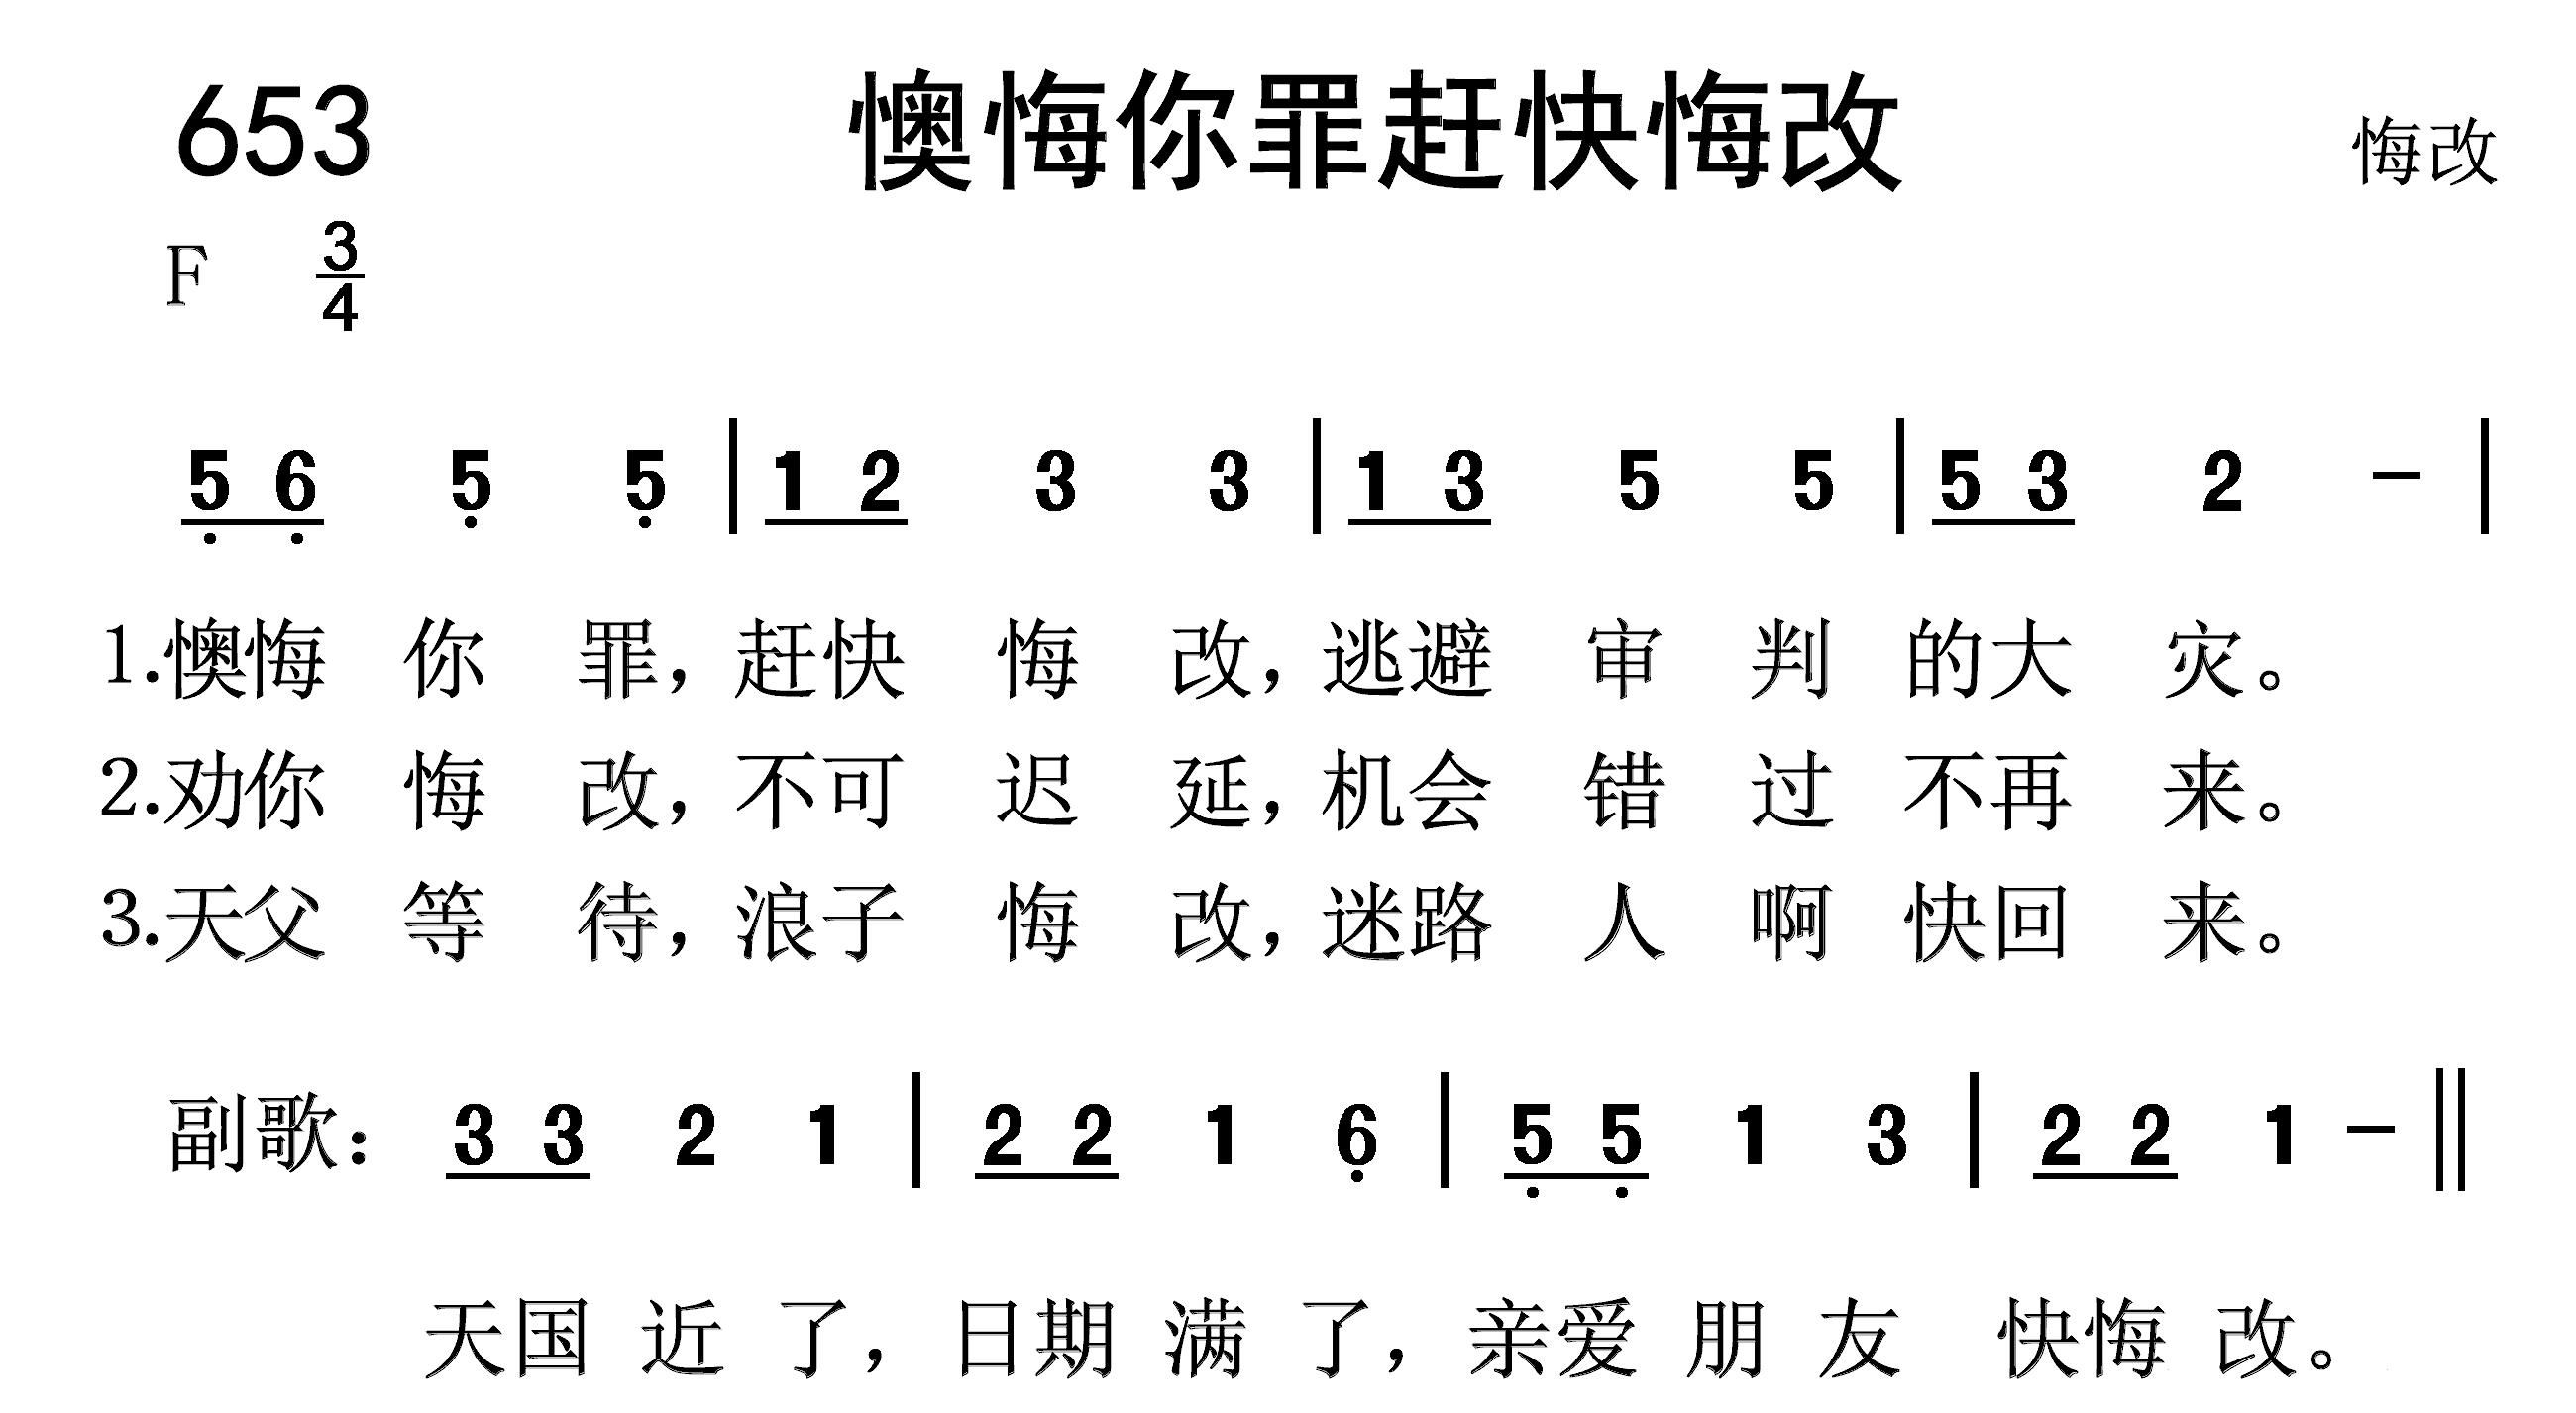 653 懊悔你罪赶快悔改 悔改
F 3/4
5 6 5 5 | 1 2 3 3 | 1 3 5 5 | 5 3 2 － |
1.懊悔 你 罪，赶快 悔 改，逃避 审 判 的大 灾。
2.劝你 悔 改，不可 迟 延，机会 错 过 不再 来。
3.天父 等 待，浪子 悔 改，迷路 人 啊 快回 来。
副歌：3 3 2 1 | 2 2 1 6 | 5 5 1 3 | 2 2 1 － ‖
天国 近 了，日期 满 了，亲爱 朋 友 快悔 改。